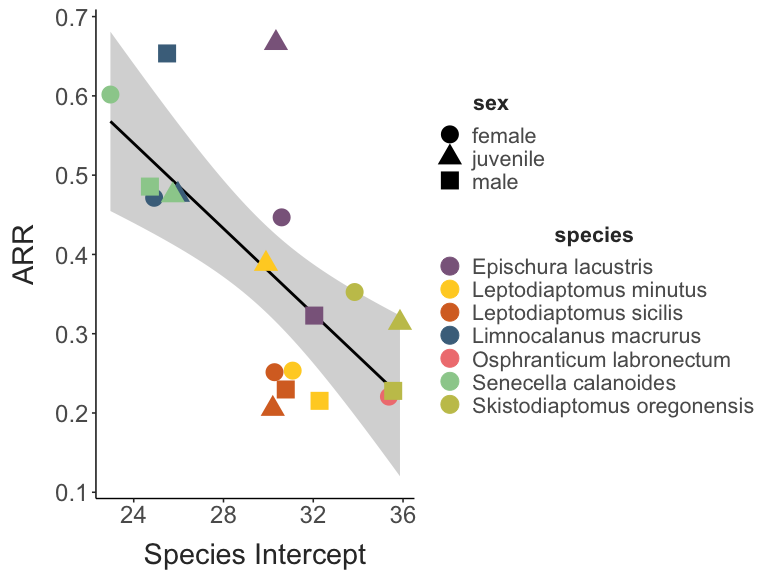 0.7
0.6
0.5
0.4
0.3
0.2
0.1
ARR
24 28 32 36
Species Intercept
sex
female
juvenile
male
species
Epischura lacustris
Leptodiaptomus minutus
Leptodiaptomus sicilis
Limnocalanus macrurus
Osphranticum labronectum
Senecella calanoides
Skistodiaptomus oregonensis